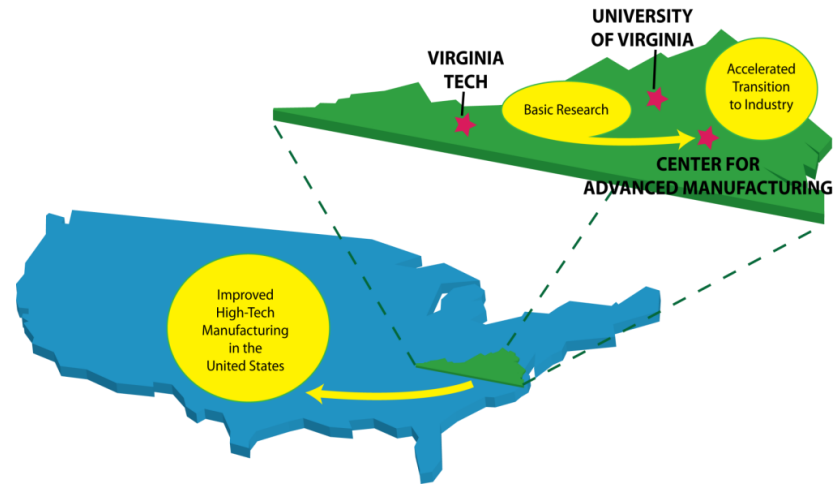 UNIVERSITY
OF VIRGINIA
VIRGINIA
TECH
Basic Research
Accelerated
Transition
to Industry
CENTER FOR
ADVANCED MANUFACTURING
Improved
High-Tech
Manufacturing
in the
United States